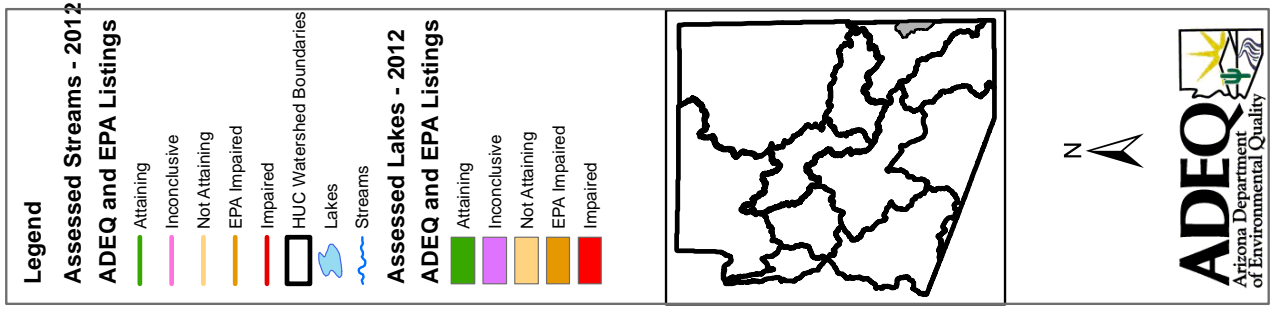 Legend
Assessed Streams - 2012
ADEQ and EPA Listings
Attaining
Inconclusive
Not Attaining
EPA Impaired
Impaired
HUC Watershed Boundaries
Lakes
Streams
Assessed Lakes - 2012
ADEQ and EPA Listings
Attaining
Inconclusive
Not Attaining
EPA Impaired
Impaired
N
ADEQ
Arizona Department
of Environmental Quality